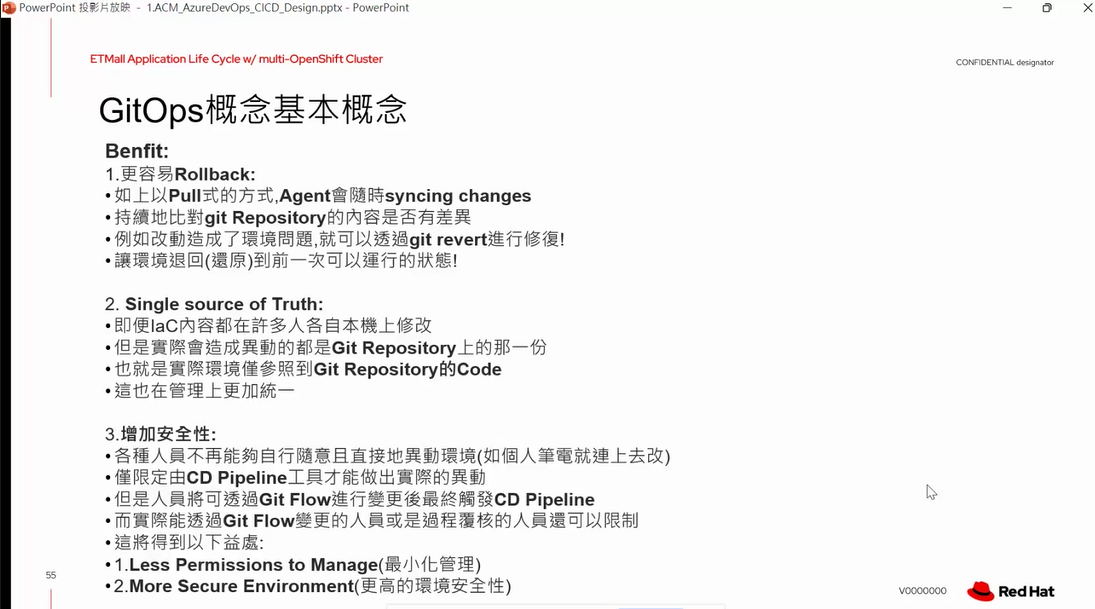 PowerPoint 投影片放映 - 1.ACM_AzureDevOps_CICD_Design.pptx - PowerPoint
ETMall Application Life Cycle w/ multi-OpenShift Cluster
CONFIDENTIAL designator
GitOps概念基本概念
Benfit:
1.更容易Rollback:
•如上以Pull式的方式,Agent會隨時syncing changes
•持續地比對git Repository的內容是否有差異
•例如改動造成了環境問題,就可以透過git revert進行修復!
•讓環境退回(還原)到前一次可以運行的狀態!
2. Single source of Truth:
•即便IaC內容都在許多人各自本機上修改
•但是實際會造成異動的都是Git Repository上的那一份
•也就是實際環境僅參照到Git Repository的Code
•這也在管理上更加統一
3.增加安全性:
•各種人員不再能夠自行隨意且直接地異動環境(如個人筆電就連上去改)
•僅限定由CD Pipeline工具才能做出實際的異動
•但是人員將可透過Git Flow進行變更後最終觸發CD Pipeline
•而實際能透過Git Flow變更的人員或是過程覆核的人員還可以限制
•這將得到以下益處:
•1.Less Permissions to Manage(最小化管理)
•2.More Secure Environment(更高的環境安全性)
55
V0000000
Red Hat